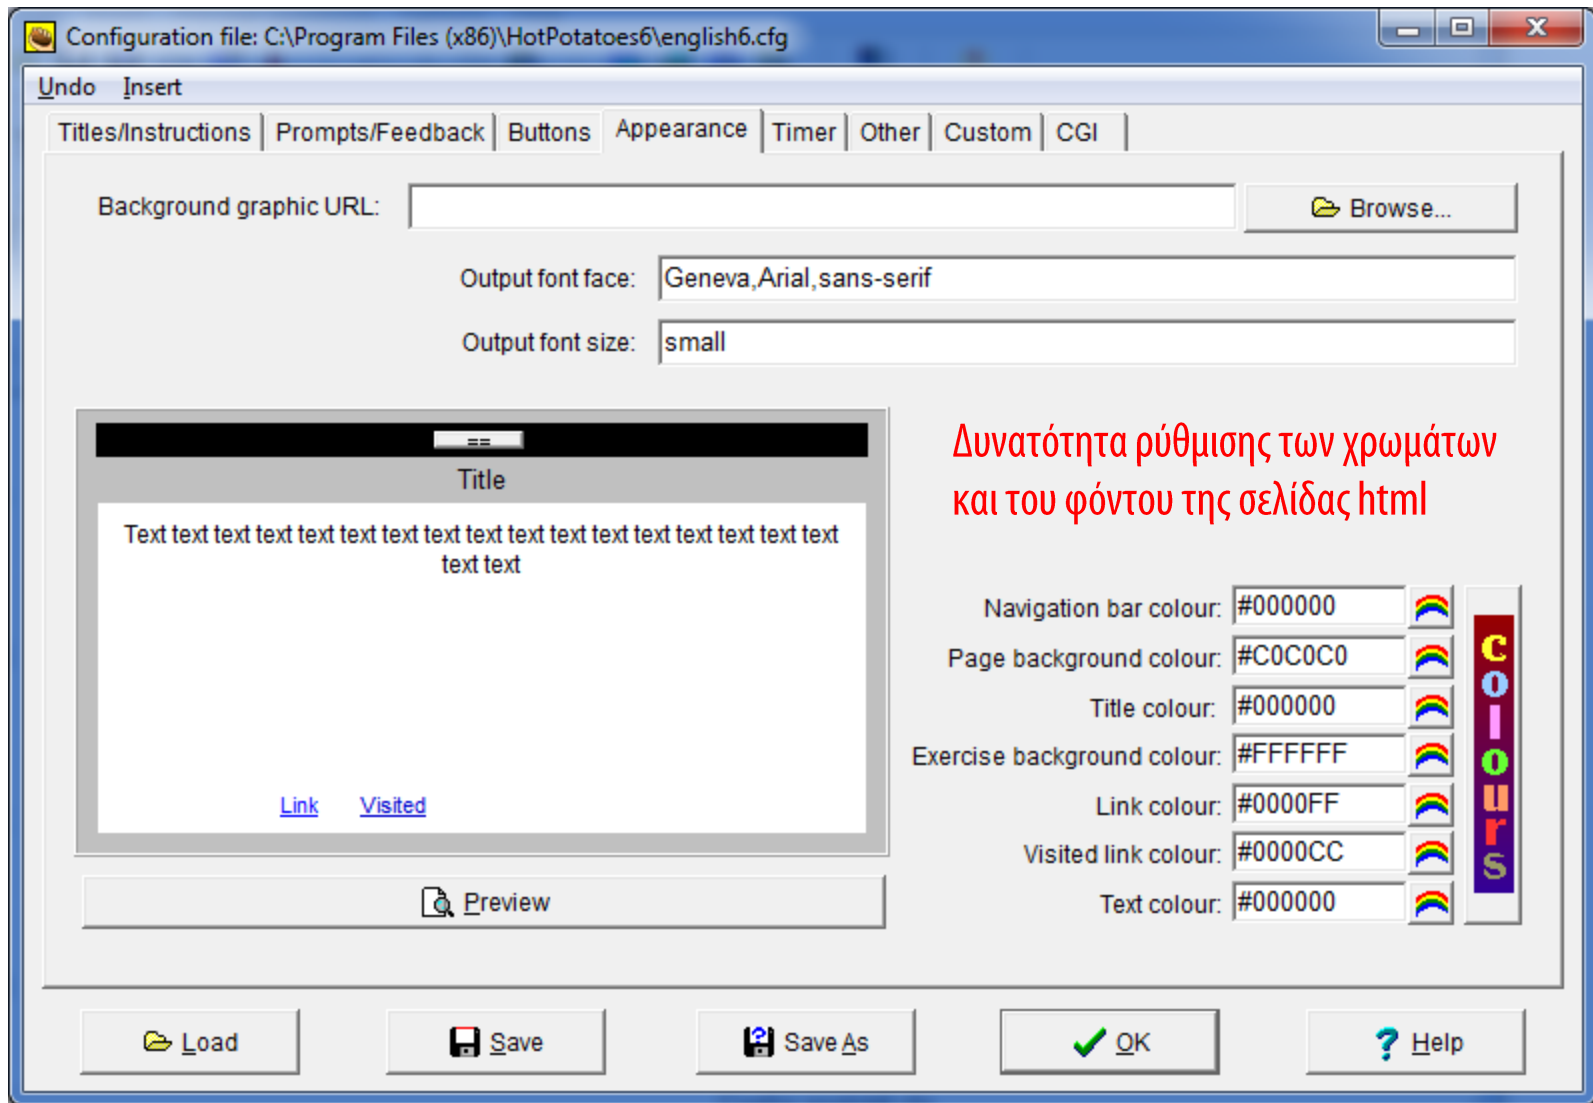 Configuration file: C:\Program Files (x86)\HotPotatoes6\english6.cfg
Undo Insert
Titles/Instructions Prompts/Feedback Buttons Appearance Timer Other Custom CGI
Background graphic URL: Browse...
Output font face: Geneva,Arial,sans-serif
Output font size: small
==
Title
Text text text text text text text text text text text text text text text text text
text text
Link Visited
Preview
Δυνατότητα ρύθμισης των χρωμάτων
και του φόντου της σελίδας html
Navigation bar colour: #000000
Page background colour: #C0C0C0
Title colour: #000000
Exercise background colour: #FFFFFF
Link colour: #0000FF
Visited link colour: #0000CC
Text colour: #000000
colours
Load Save Save As OK Help